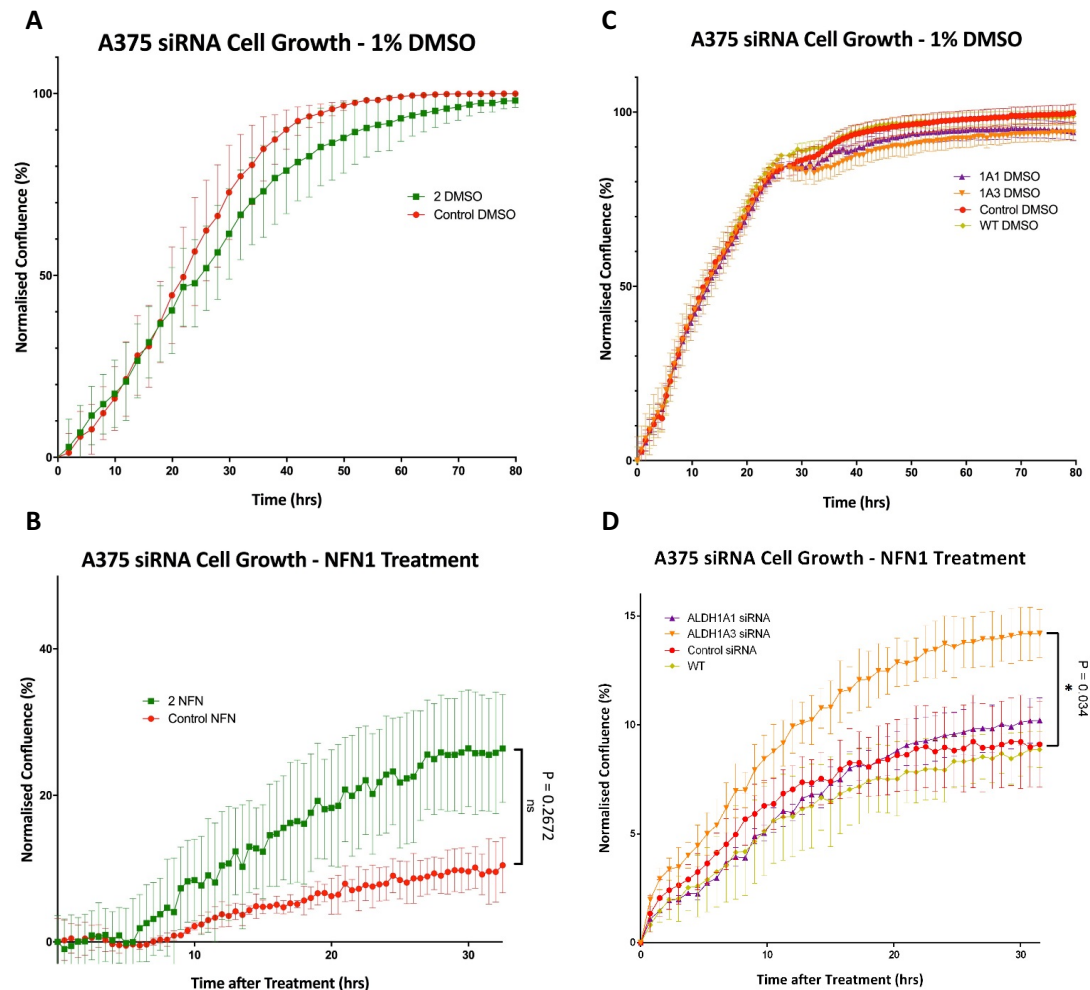 A
A375 siRNA Cell Growth - 1% DMSO
Normalised Confluence (%)
100
50
0
2 DMSO
Control DMSO
0 10 20 30 40 50 60 70 80
Time (hrs)
C
A375 siRNA Cell Growth - 1% DMSO
Normalised Confluence (%)
100
50
0
1A1 DMSO
1A3 DMSO
Control DMSO
WT DMSO
0 10 20 30 40 50 60 70 80
Time (hrs)
B
A375 siRNA Cell Growth - NFN1 Treatment
Normalised Confluence (%)
40
20
0
2 NFN
Control NFN
P = 0.2672
ns
10 20 30
Time after Treatment (hrs)
D
A375 siRNA Cell Growth - NFN1 Treatment
Normalised Confluence (%)
15
10
5
0
ALDH1A1 siRNA
ALDH1A3 siRNA
Control siRNA
WT
P = 0.034
*
0 10 20 30
Time after Treatment (hrs)